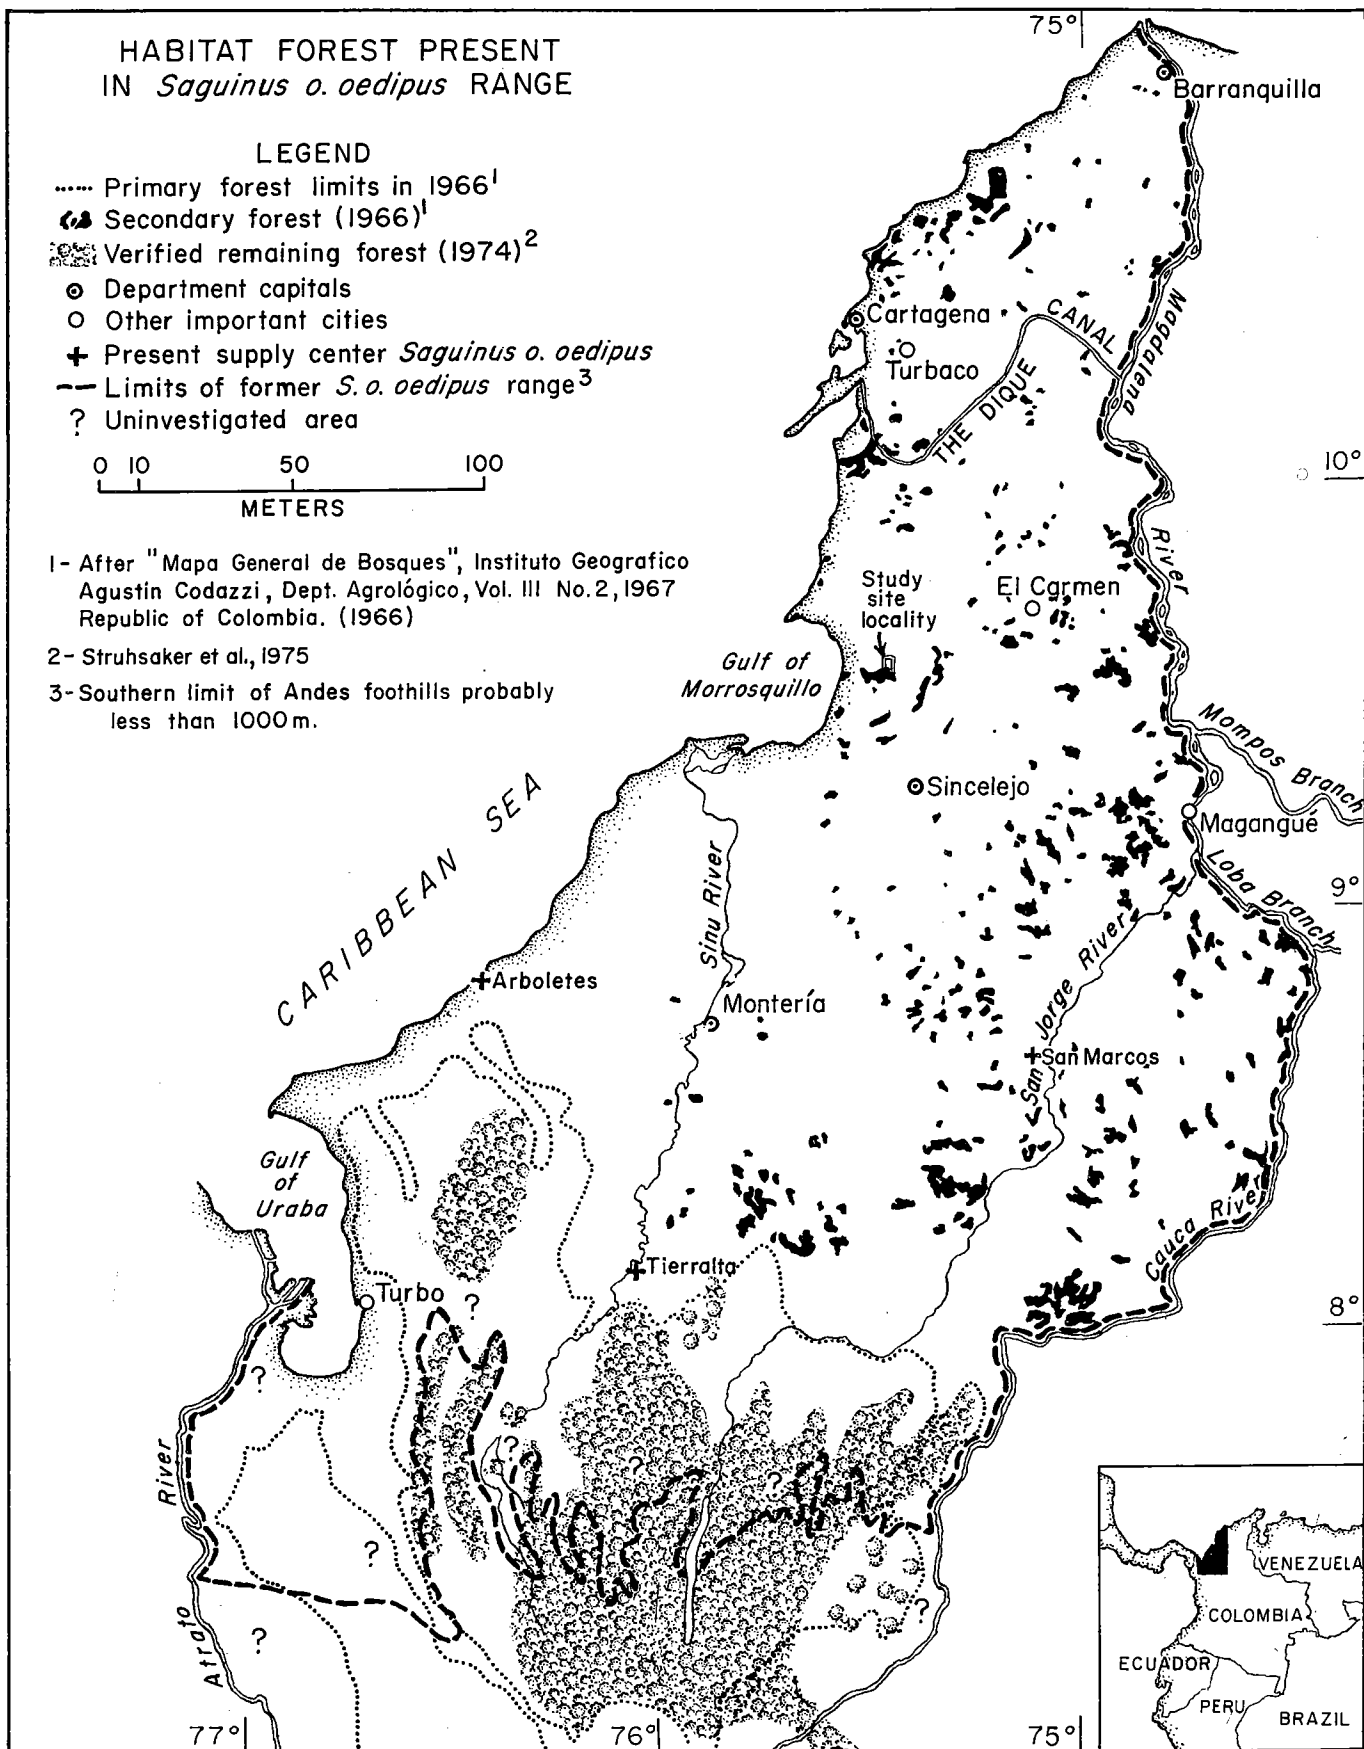 HABITAT FOREST PRESENT
IN Saguinus o. oedipus RANGE
LEGEND
Primary forest limits in 1966¹
Secondary forest (1966)¹
Verified remaining forest (1974)²
Department capitals
Other important cities
Present supply center Saguinus o. oedipus
Limits of former S. o. oedipus range³
? Uninvestigated area
0 10 50 100
METERS
1- After "Mapa General de Bosques", Instituto Geografico
Agustin Codazzi, Dept. Agrológico, Vol. III No. 2, 1967
Republic of Colombia. (1966)
2- Struhsaker et al., 1975
3- Southern limit of Andes foothills probably
less than 1000 m.
75°
Barranquilla
Cartagena
Turbaco
THE DIQUE CANAL
Magdalena River
10°
Study
site
locality
El Carmen
Gulf of
Morrosquillo
Mompos Branch
Sincelejo
Magangué
Loba Branch
9°
CARIBBEAN SEA
Sinu River
Arboletes
Montería
San Jorge River
San Marcos
Gulf
of
Uraba
Cauca River
Tierralta
Turbo
?
8°
?
?
?
?
?
?
?
Atrato River
77°
76°
75°
VENEZUELA
COLOMBIA
ECUADOR
PERU
BRAZIL